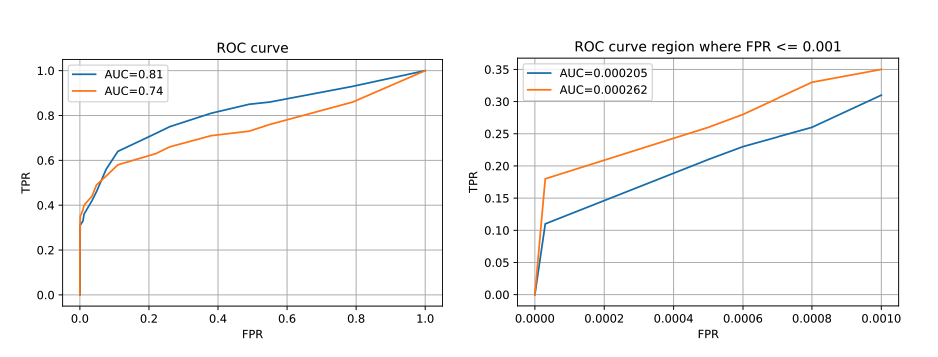 ROC curve
AUC=0.81
AUC=0.74
1.0
0.8
0.6
0.4
0.2
0.0
TPR
0.0 0.2 0.4 0.6 0.8 1.0
FPR
ROC curve region where FPR <= 0.001
AUC=0.000205
AUC=0.000262
0.35
0.30
0.25
0.20
0.15
0.10
0.05
0.00
TPR
0.0000 0.0002 0.0004 0.0006 0.0008 0.0010
FPR